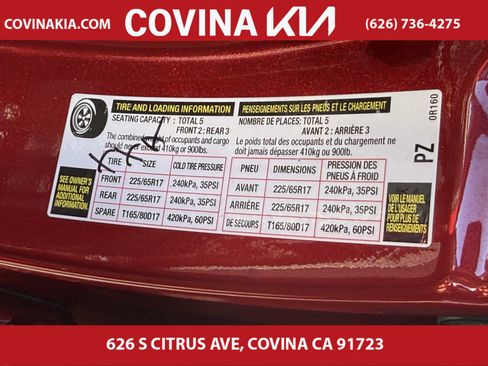 COVINAKIA.COM
COVINA KIA
(626) 736-4275
TIRE AND LOADING INFORMATION
SEATING CAPACITY : TOTAL 5
FRONT 2 : REAR 3
The combined weight of occupants and cargo
should never exceed 410kg or 900lbs.
RENSEIGNEMENTS SUR LES PNEUS ET LE CHARGEMENT
NOMBRE DE PLACES: TOTAL 5
AVANT 2 : ARRIÈRE 3
Le poids total des occupants et du chargement ne
doit jamais dépasser 410kg ou 900lbs.
0R160
PZ
SEE OWNER'S
MANUAL FOR
ADDITIONAL
INFORMATION.
TIRE SIZE COLD TIRE PRESSURE
FRONT 225/65R17 240kPa, 35PSI
REAR 225/65R17 240kPa, 35PSI
SPARE T165/80D17 420kPa, 60PSI
PNEU DIMENSION PRESSION DES
PNEUS À FROID
AVANT 225/65R17 240kPa, 35PSI
ARRIÈRE 225/65R17 240kPa, 35PSI
DE SECOURS T165/80D17 420kPa, 60PSI
VOIR LE MANUEL
DE L'USAGER
POUR PLUS DE
RENSEIGNEMENTS
626 S CITRUS AVE, COVINA CA 91723